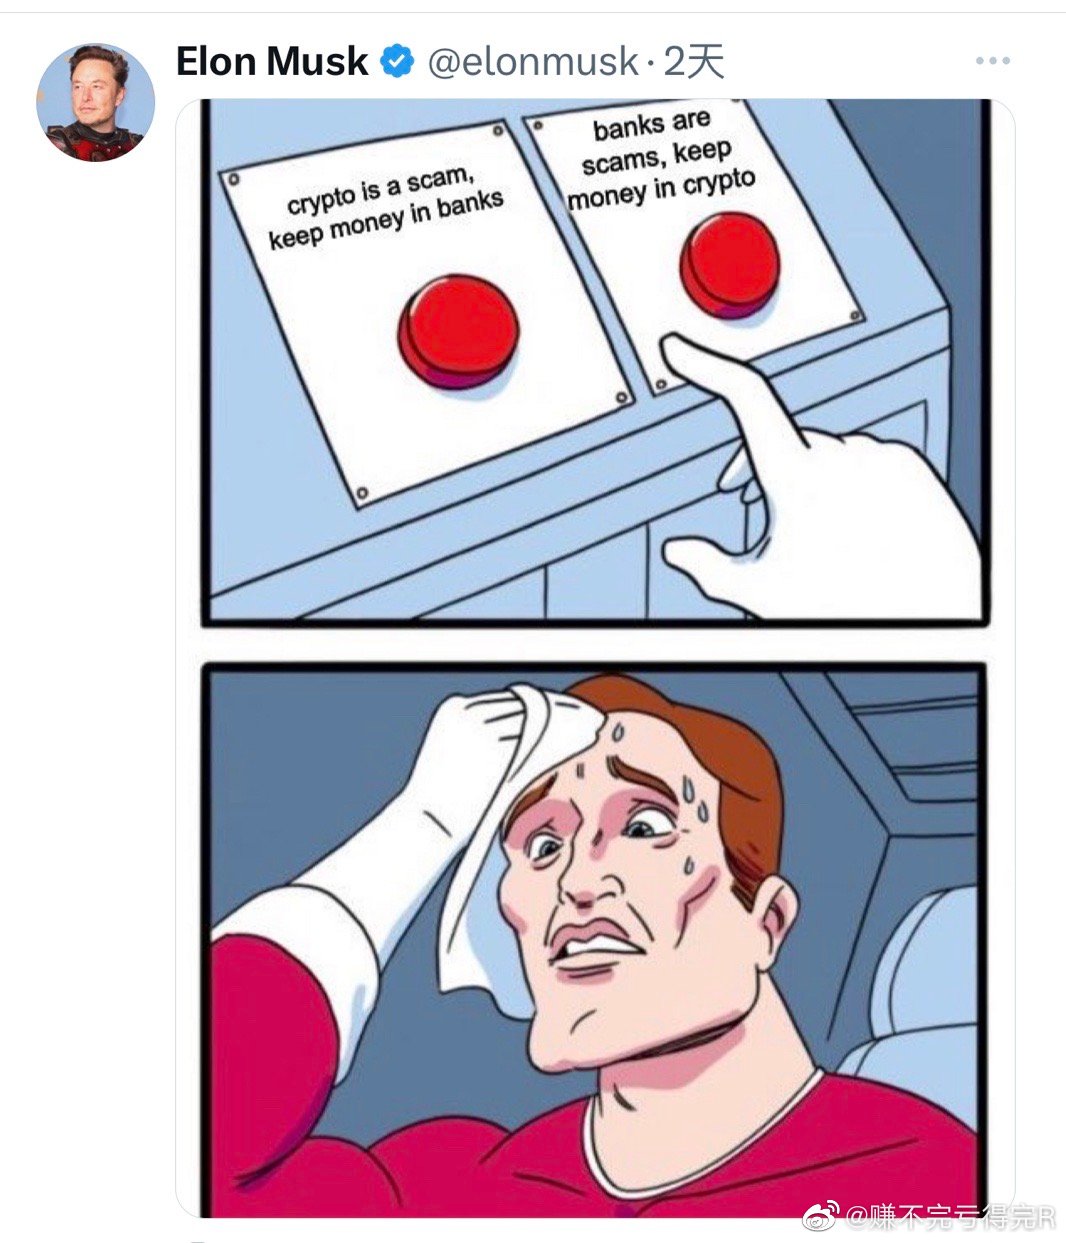 Elon Musk @elonmusk · 2天
crypto is a scam,
keep money in banks
banks are
scams, keep
money in crypto
@赚不完亏得完R